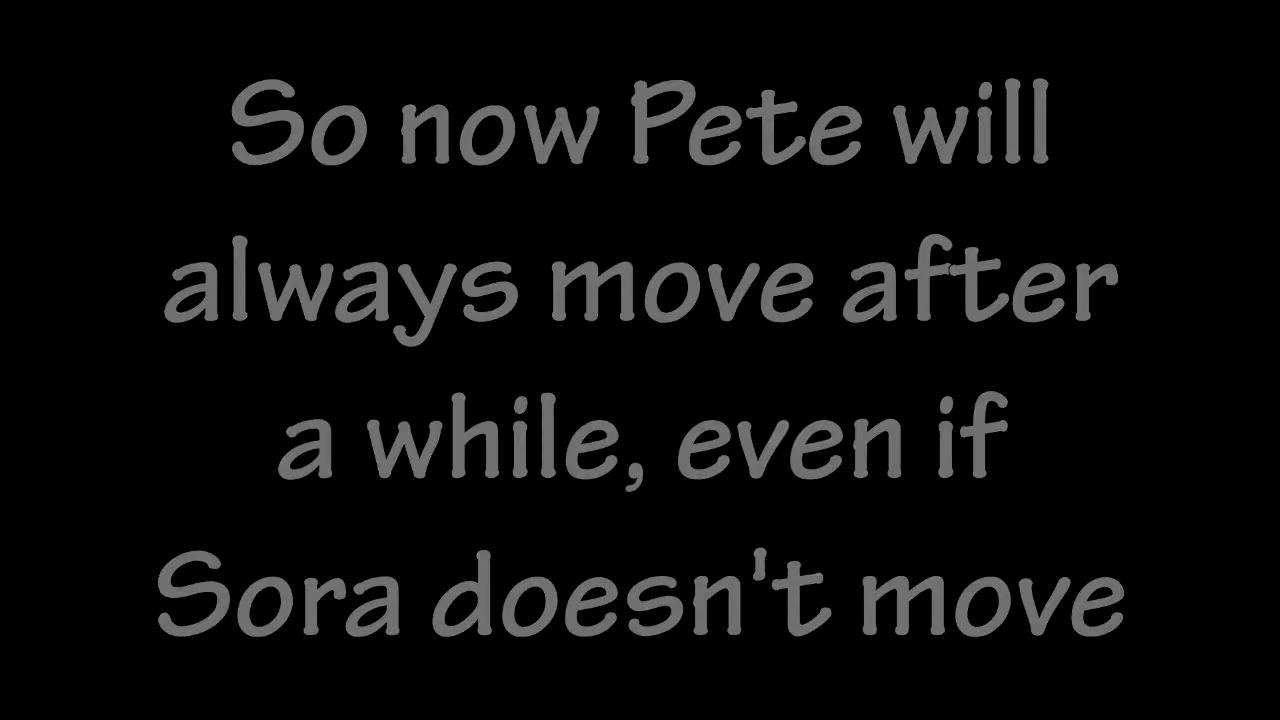 So now Pete will
always move after
a while, even if
Sora doesn't move